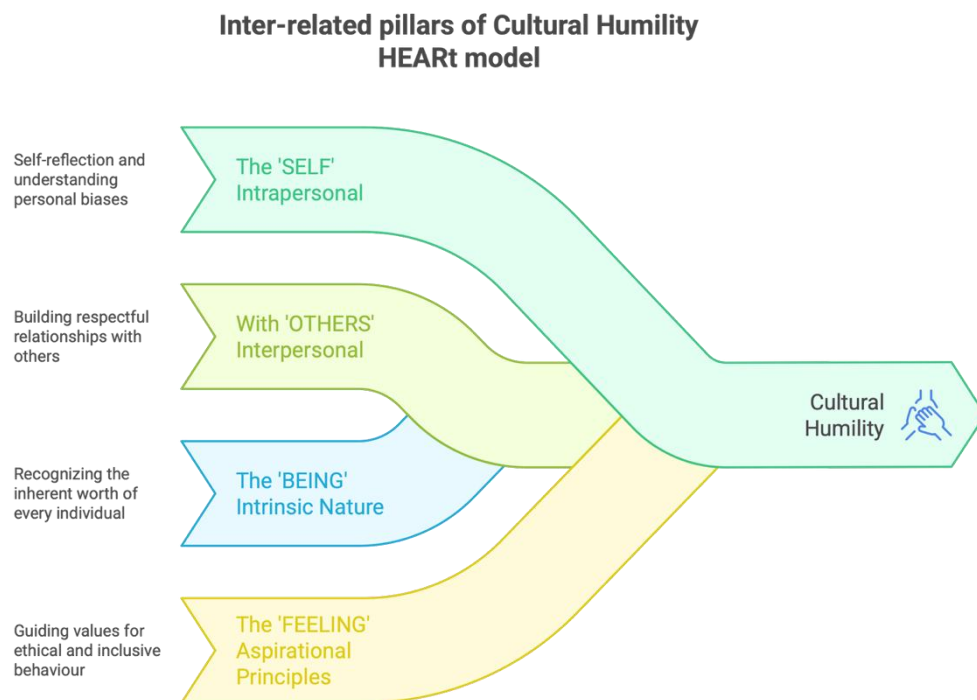 Inter-related pillars of Cultural Humility
HEARt model
Self-reflection and
understanding
personal biases
The 'SELF'
Intrapersonal
Building respectful
relationships with
others
With 'OTHERS'
Interpersonal
Cultural
Humility
Recognizing the
inherent worth of
every individual
The 'BEING'
Intrinsic Nature
Guiding values for
ethical and inclusive
behaviour
The 'FEELING'
Aspirational
Principles